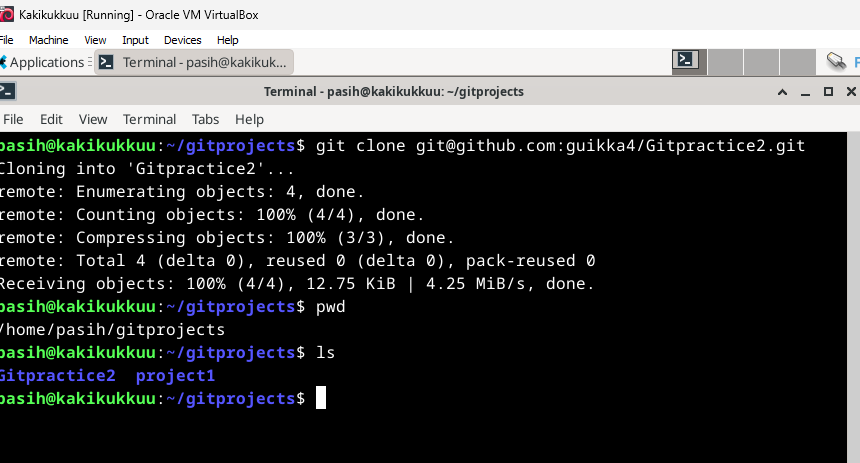 Kakikukkuu [Running] - Oracle VM VirtualBox
File Machine View Input Devices Help
Applications Terminal - pasih@kakikuk...
Terminal - pasih@kakikukkuu: ~/gitprojects
File Edit View Terminal Tabs Help
pasih@kakikukkuu:~/gitprojects$ git clone git@github.com:guikka4/Gitpractice2.git
Cloning into 'Gitpractice2'...
remote: Enumerating objects: 4, done.
remote: Counting objects: 100% (4/4), done.
remote: Compressing objects: 100% (3/3), done.
remote: Total 4 (delta 0), reused 0 (delta 0), pack-reused 0
Receiving objects: 100% (4/4), 12.75 KiB | 4.25 MiB/s, done.
pasih@kakikukkuu:~/gitprojects$ pwd
/home/pasih/gitprojects
pasih@kakikukkuu:~/gitprojects$ ls
Gitpractice2 project1
pasih@kakikukkuu:~/gitprojects$